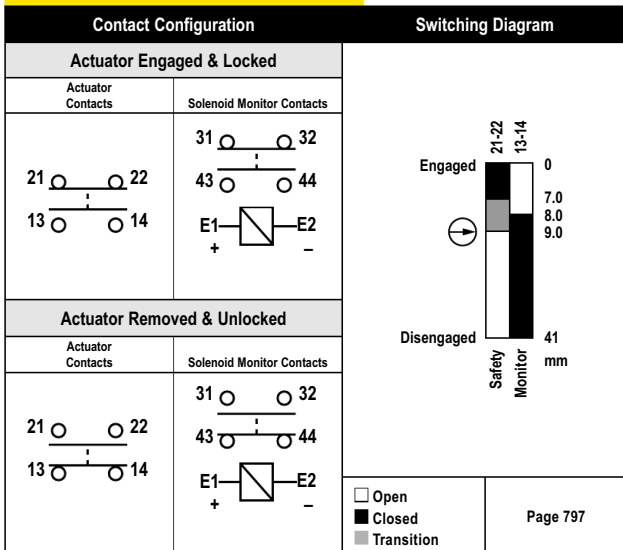 Contact Configuration
Switching Diagram
Actuator Engaged & Locked
Actuator
Contacts
Solenoid Monitor Contacts
31 32
21 22
43 44
13 14
E1 E2
+ –
Actuator Removed & Unlocked
Actuator
Contacts
Solenoid Monitor Contacts
31 32
21 22
43 44
13 14
E1 E2
+ –
21-22
13-14
Engaged
0
7.0
8.0
9.0
Disengaged
41
mm
Safety
Monitor
Open
Closed
Transition
Page 797